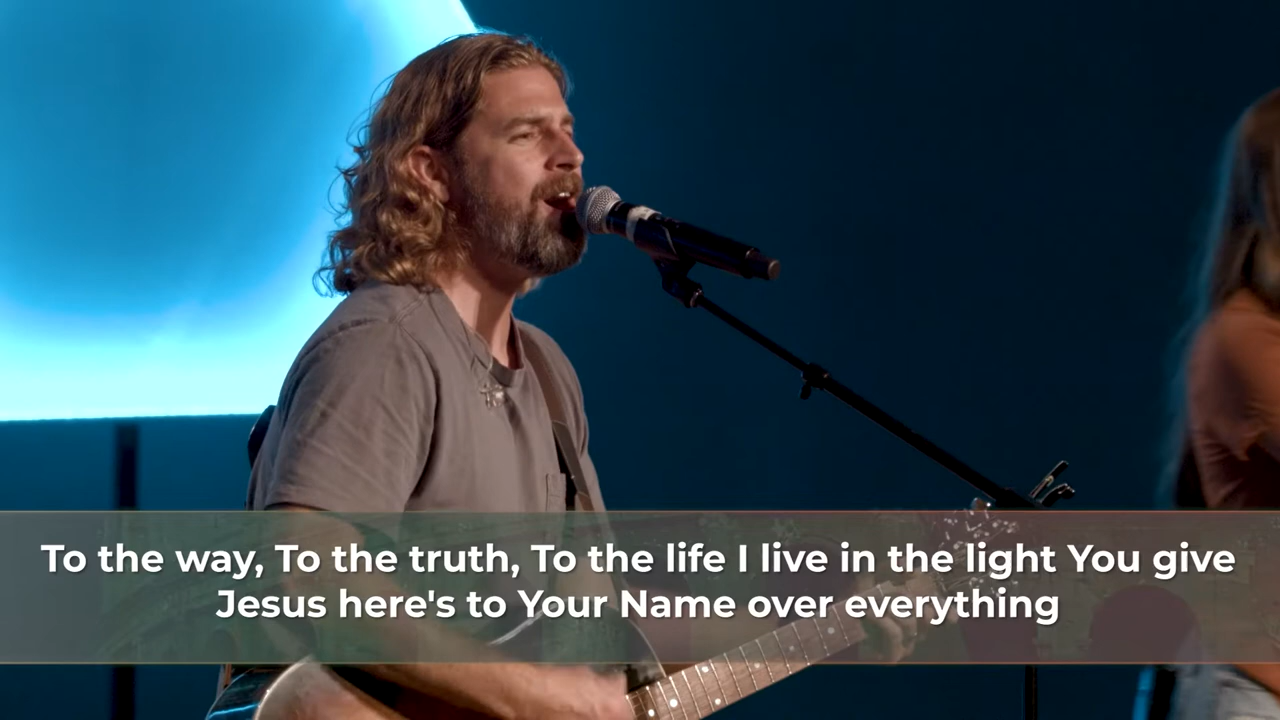 To the way, To the truth, To the life I live in the light You give
Jesus here's to Your Name over everything